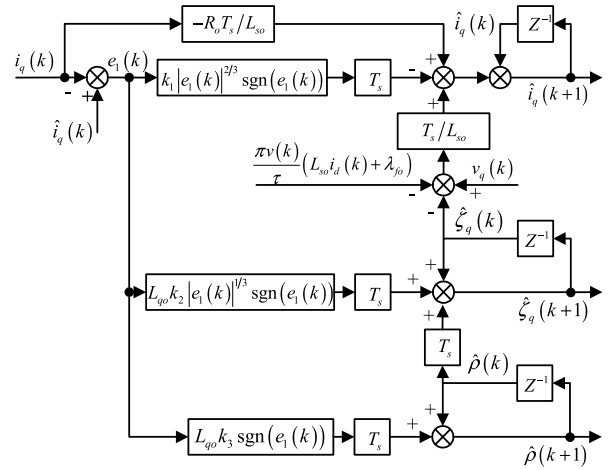 −R_o T_s / L_so
î_q(k)
Z⁻¹
i_q(k)
e_1(k)
k_1 |e_1(k)|^{2/3} sgn(e_1(k))
T_s
-
+
-
+
+
î_q(k)
î_q(k+1)
T_s / L_so
πv(k)/τ (L_so i_d(k) + λ_fo)
v_q(k)
-
+
-
ζ̂_q(k)
Z⁻¹
L_qo k_2 |e_1(k)|^{1/3} sgn(e_1(k))
T_s
+
+
+
ζ̂_q(k+1)
T_s
ρ̂(k)
Z⁻¹
L_qo k_3 sgn(e_1(k))
T_s
+
+
ρ̂(k+1)